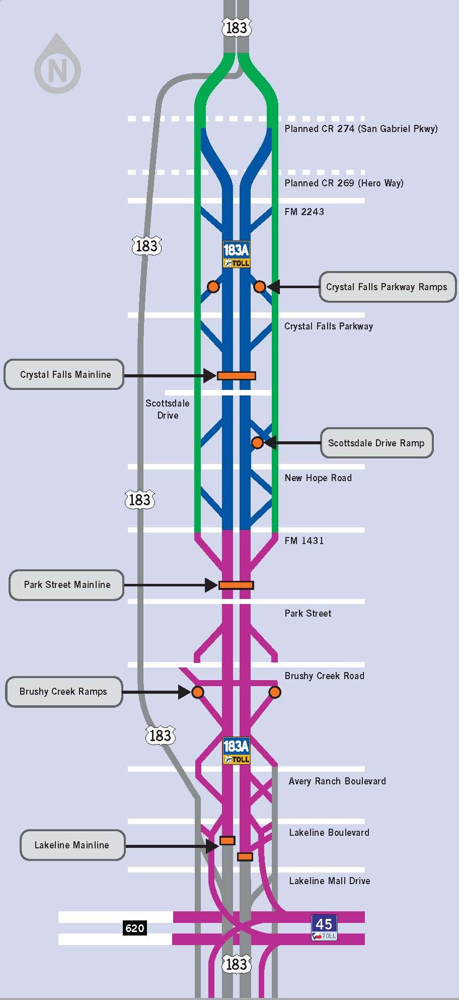 183
N
Planned CR 274 (San Gabriel Pkwy)
Planned CR 269 (Hero Way)
FM 2243
183
183A
TOLL
Crystal Falls Parkway Ramps
Crystal Falls Parkway
Crystal Falls Mainline
Scottsdale
Drive
Scottsdale Drive Ramp
New Hope Road
183
FM 1431
Park Street Mainline
Park Street
Brushy Creek Road
Brushy Creek Ramps
183
183A
TOLL
Avery Ranch Boulevard
Lakeline Boulevard
Lakeline Mainline
Lakeline Mall Drive
620
45
TOLL
183